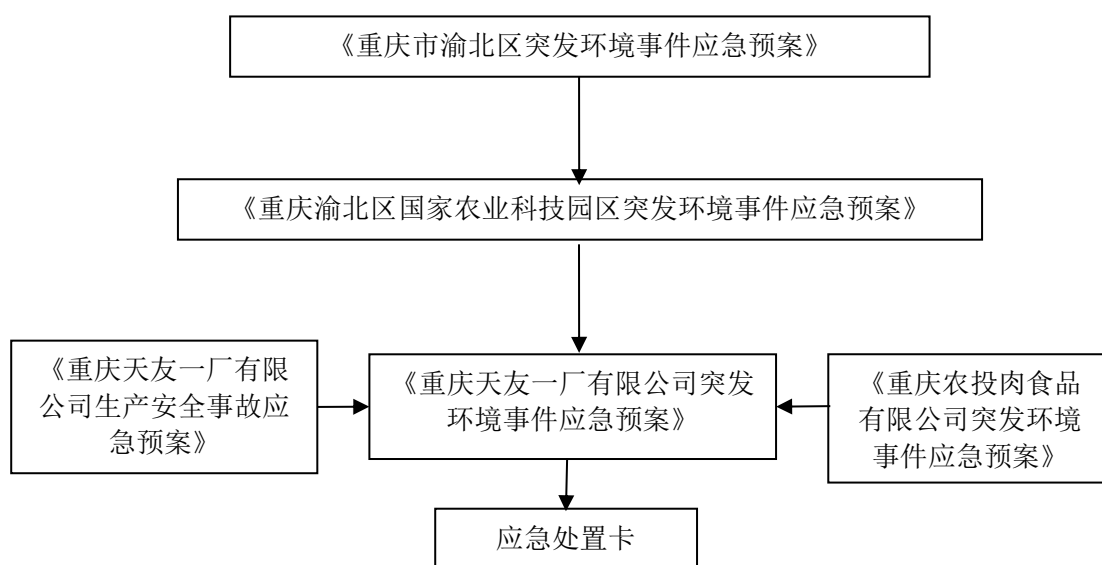 《重庆市渝北区突发环境事件应急预案》
《重庆渝北区国家农业科技园区突发环境事件应急预案》
《重庆天友一厂有限
公司生产安全事故应
急预案》
《重庆天友一厂有限公司突发
环境事件应急预案》
《重庆农投肉食品
有限公司突发环境
事件应急预案》
应急处置卡